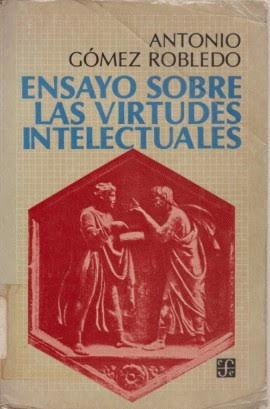 ANTONIO
GÓMEZ ROBLEDO
ENSAYO SOBRE
LAS VIRTUDES
INTELECTUALES